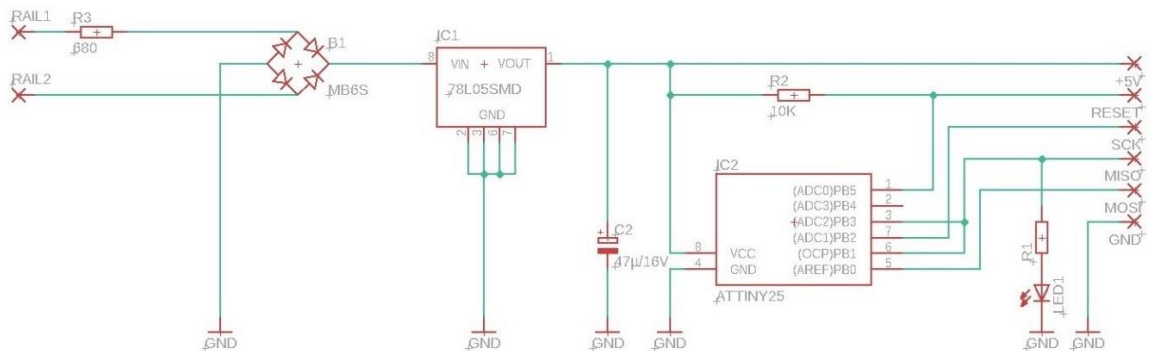 RAIL1
R3
680
RAIL2
B1
MB6S
IC1
8 VIN VOUT 1
78L05SMD
GND
2 3 6 7
R2
10K
+5V
RESET
SCK
MISO
MOSI
GND
IC2
(ADC0)PB5 1
(ADC3)PB4 2
(ADC2)PB3 3
(ADC1)PB2 7
8 VCC (OCP)PB1 6
4 GND (AREF)PB0 5
ATTINY25
C2
+
47µ/16V
R1
LED1
GND
GND
GND
GND
GND
GND